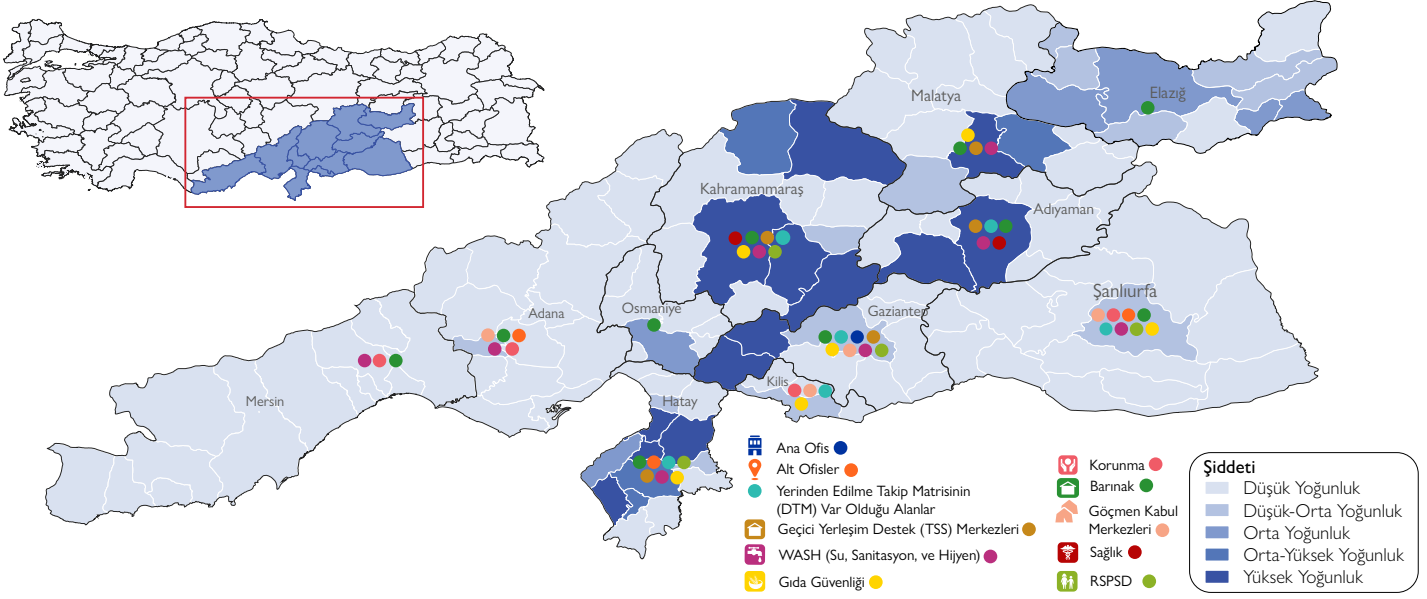 Malatya
Elazığ
Kahramanmaraş
Adıyaman
Şanlıurfa
Gaziantep
Osmaniye
Adana
Kilis
Mersin
Hatay
Ana Ofis
Alt Ofisler
Yerinden Edilme Takip Matrisinin
(DTM) Var Olduğu Alanlar
Geçici Yerleşim Destek (TSS) Merkezleri
WASH (Su, Sanitasyon, ve Hijyen)
Gıda Güvenliği
Korunma
Barınak
Göçmen Kabul
Merkezleri
Sağlık
RSPSD
Şiddeti
Düşük Yoğunluk
Düşük-Orta Yoğunluk
Orta Yoğunluk
Orta-Yüksek Yoğunluk
Yüksek Yoğunluk